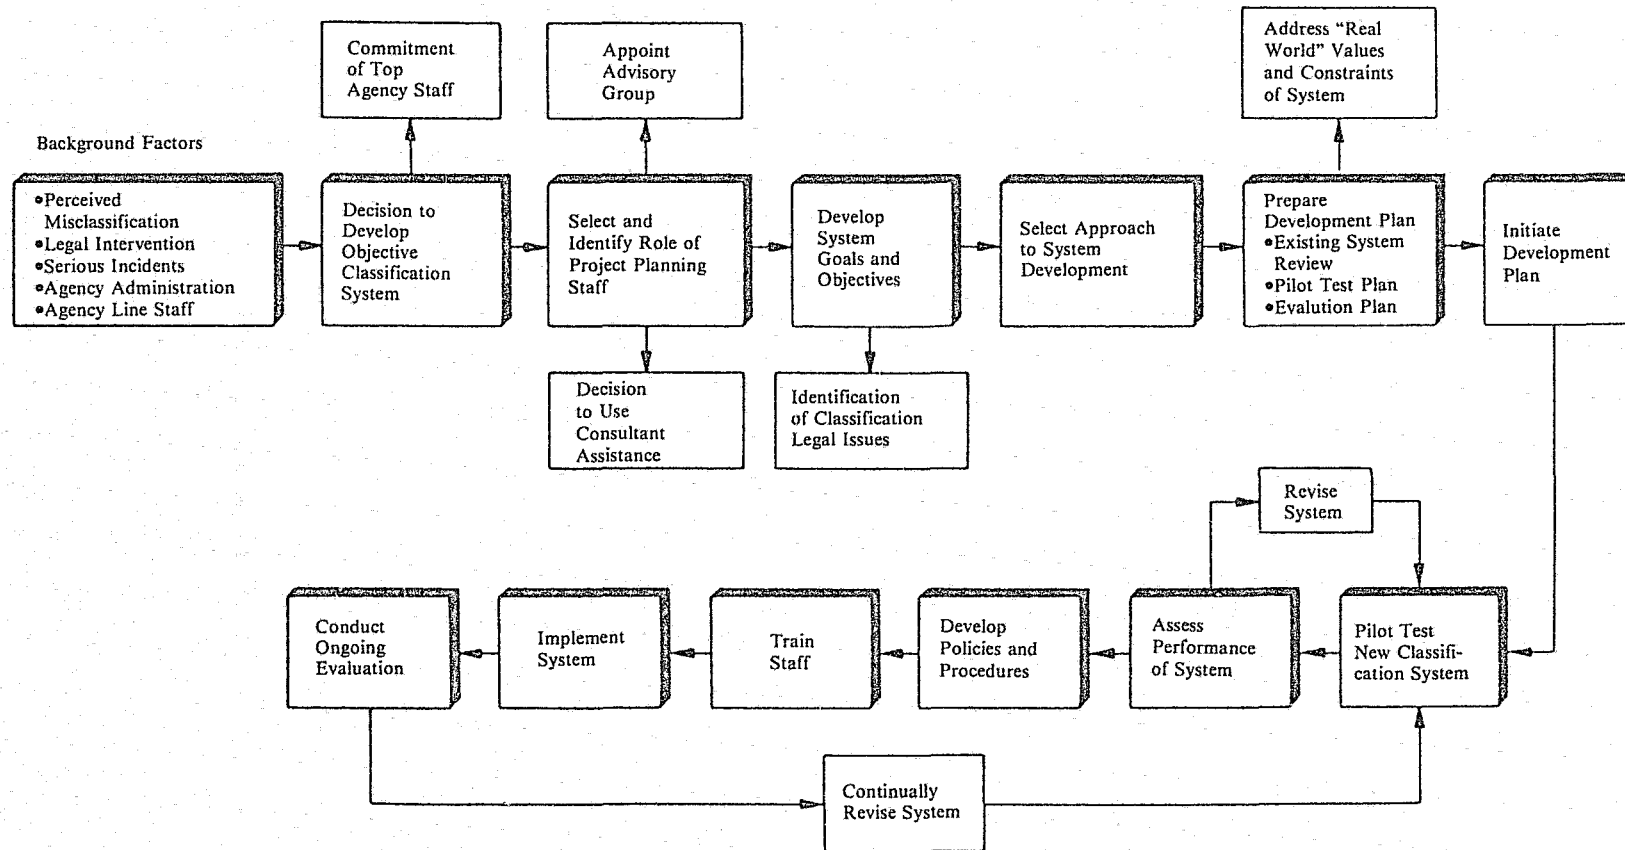 Commitment
of Top
Agency Staff
Appoint
Advisory
Group
Address “Real
World” Values
and Constraints
of System
Background Factors
•Perceived
Misclassification
•Legal Intervention
•Serious Incidents
•Agency Administration
•Agency Line Staff
Decision to
Develop
Objective
Classification
System
Select and
Identify Role of
Project Planning
Staff
Develop
System
Goals and
Objectives
Select Approach
to System
Development
Prepare
Development Plan
•Existing System
Review
•Pilot Test Plan
•Evalution Plan
Initiate
Development
Plan
Decision
to Use
Consultant
Assistance
Identification
of Classification
Legal Issues
Revise
System
Conduct
Ongoing
Evaluation
Implement
System
Train
Staff
Develop
Policies and
Procedures
Assess
Performance
of System
Pilot Test
New Classifi-
cation System
Continually
Revise System